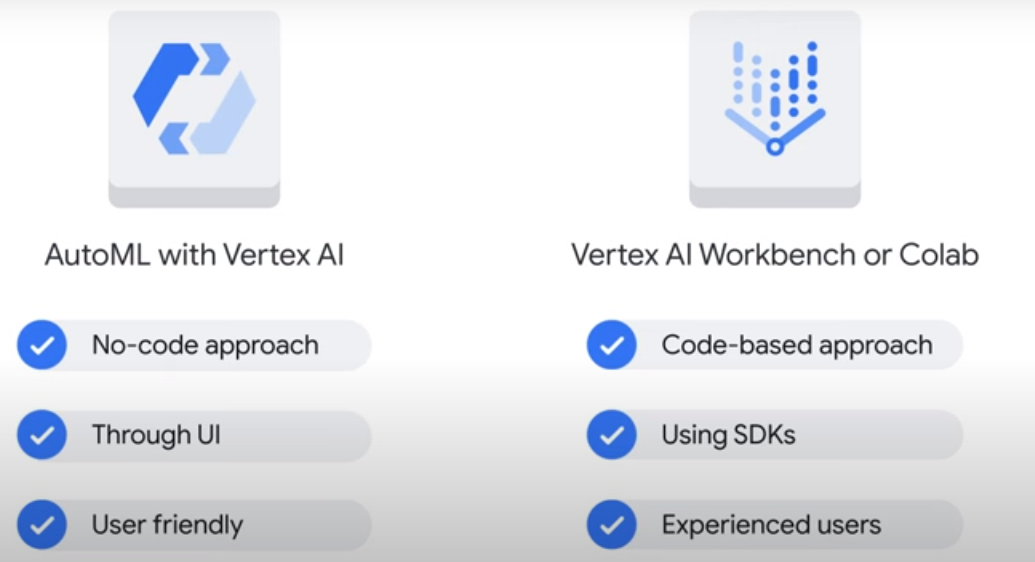 AutoML with Vertex AI
No-code approach
Through UI
User friendly
Vertex AI Workbench or Colab
Code-based approach
Using SDKs
Experienced users